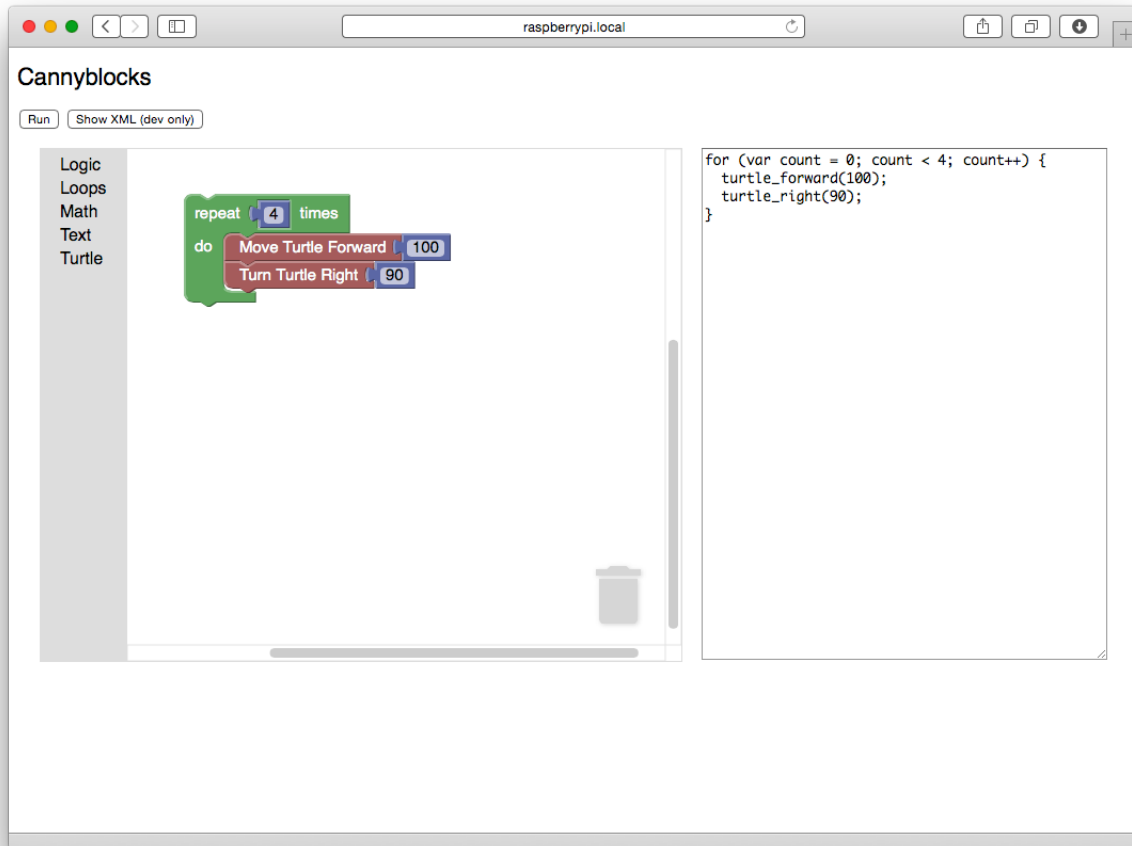 raspberrypi.local
Cannyblocks
Run Show XML (dev only)
Logic
Loops
Math
Text
Turtle
repeat 4 times
do Move Turtle Forward 100
Turn Turtle Right 90
for (var count = 0; count < 4; count++) {
  turtle_forward(100);
  turtle_right(90);
}